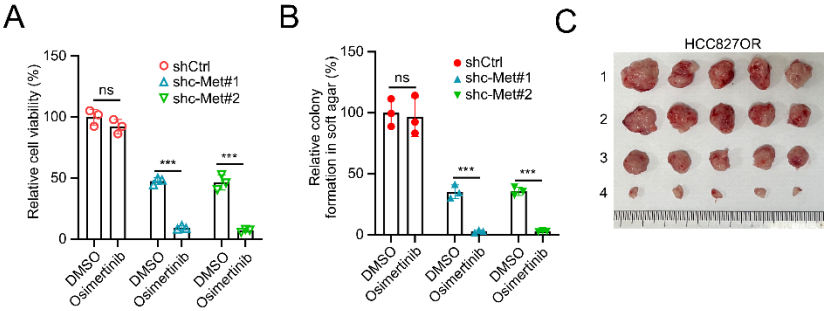 A
Relative cell viability (%)
150
100
50
0
ns
***
***
shCtrl
shc-Met#1
shc-Met#2
DMSO
Osimertinib
DMSO
Osimertinib
DMSO
Osimertinib
B
Relative colony
formation in soft agar (%)
150
100
50
0
ns
***
***
shCtrl
shc-Met#1
shc-Met#2
DMSO
Osimertinib
DMSO
Osimertinib
DMSO
Osimertinib
C
HCC827OR
1
2
3
4